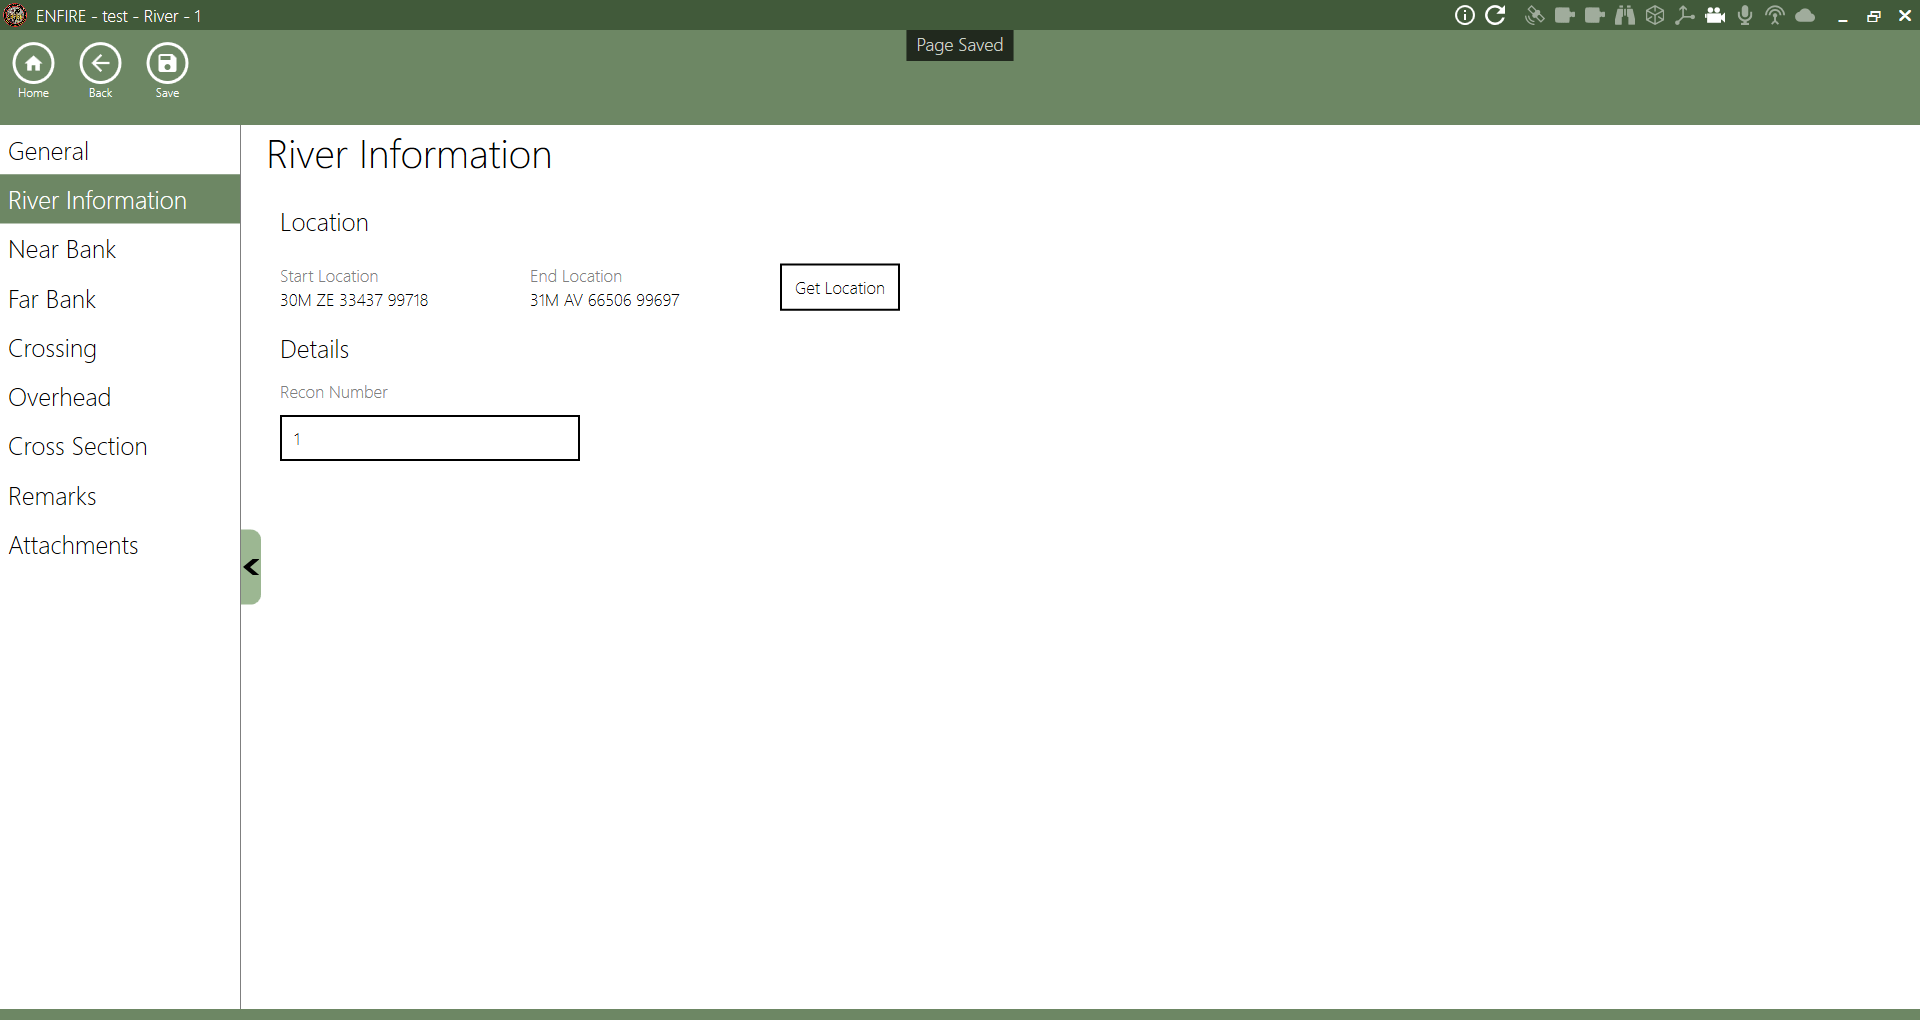 ENFIRE - test - River - 1
Page Saved
Home
Back
Save
General
River Information
Near Bank
Far Bank
Crossing
Overhead
Cross Section
Remarks
Attachments
River Information
Location
Start Location
30M ZE 33437 99718
End Location
31M AV 66506 99697
Get Location
Details
Recon Number
1